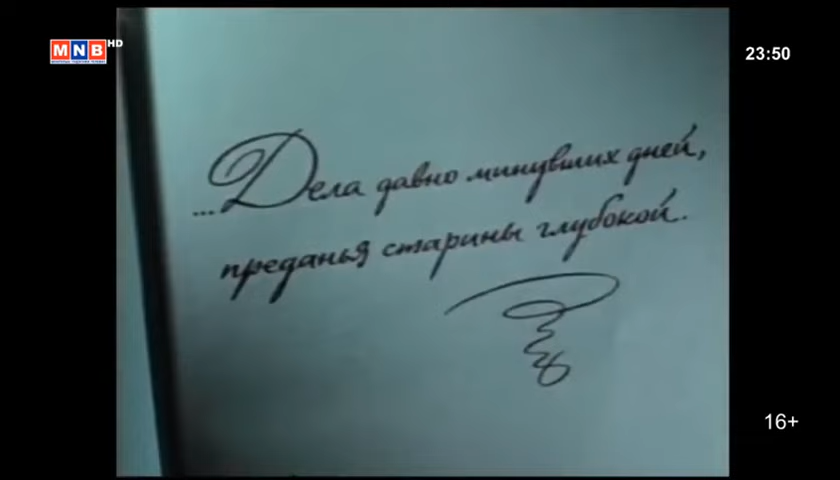 MNB HD
23:50
...Дела давно минувших дней,
преданья старины глубокой.
16+